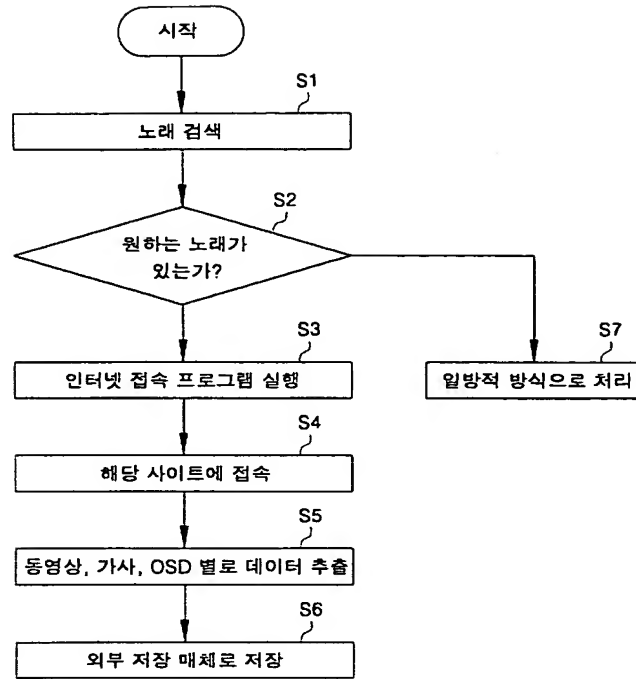 시작
S1
노래 검색
S2
원하는 노래가
있는가?
S3
인터넷 접속 프로그램 실행
S7
일방적 방식으로 처리
S4
해당 사이트에 접속
S5
동영상, 가사, OSD 별로 데이터 추출
S6
외부 저장 매체로 저장